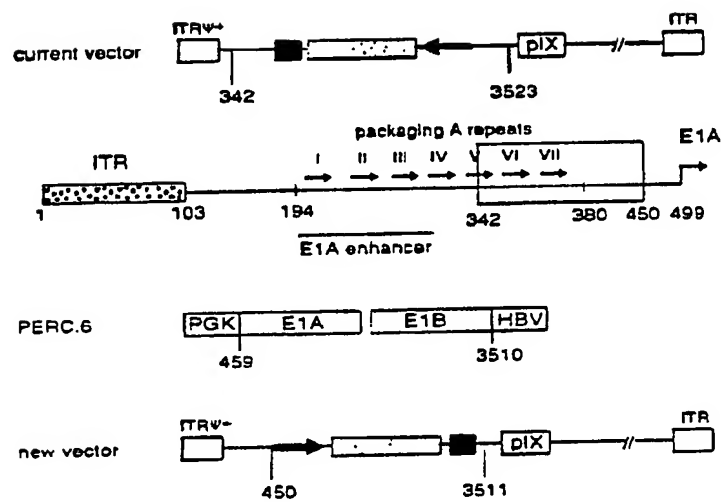 ITRΨ+ ITR
current vector pIX
342 3523
packaging A repeats
I II III IV V VI VII E1A
ITR
1 103 194 342 380 450 499
E1A enhancer
PERC.6 PGK E1A E1B HBV
459 3510
ITRΨ+ ITR
new vector pIX
450 3511